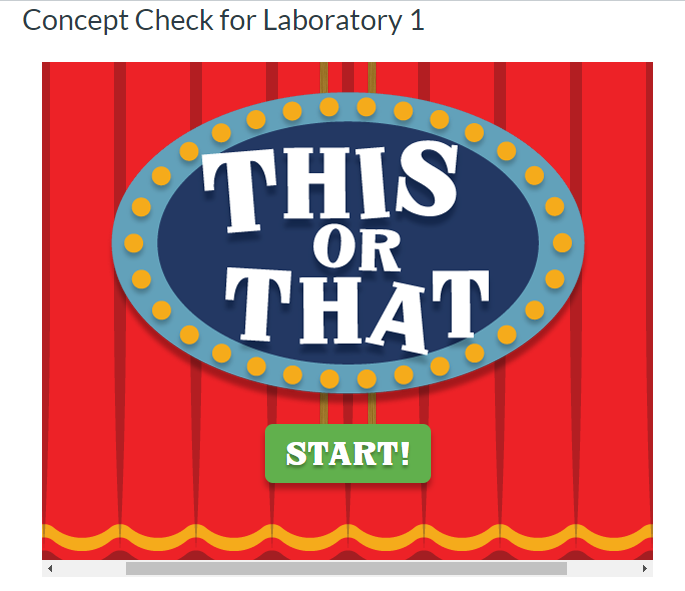 Concept Check for Laboratory 1
THIS
OR
THAT
START!